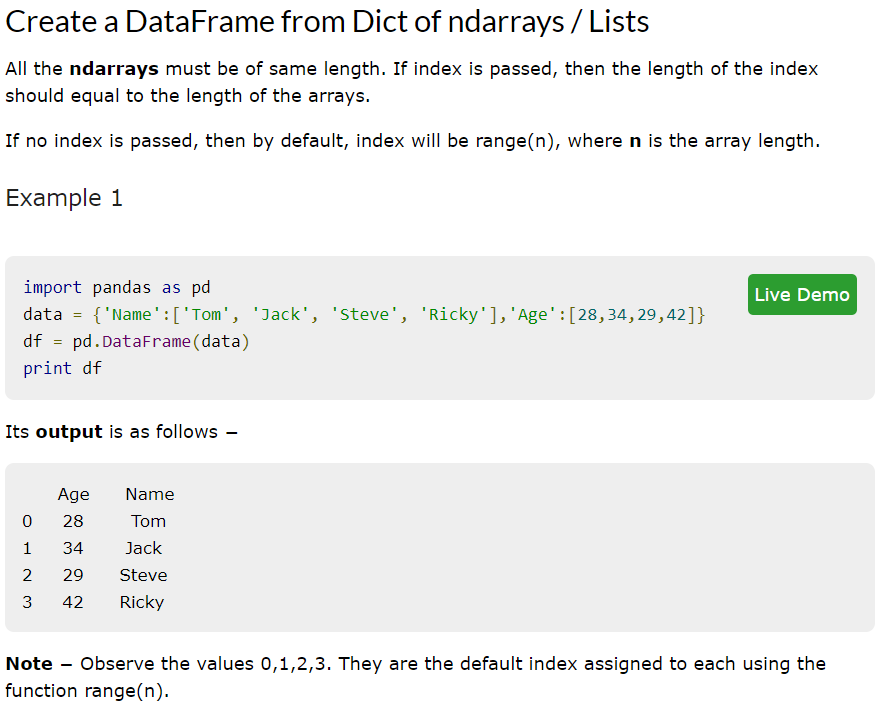 Create a DataFrame from Dict of ndarrays / Lists
All the ndarrays must be of same length. If index is passed, then the length of the index
should equal to the length of the arrays.
If no index is passed, then by default, index will be range(n), where n is the array length.
Example 1
Live Demo
import pandas as pd
data = {'Name':['Tom', 'Jack', 'Steve', 'Ricky'],'Age':[28,34,29,42]}
df = pd.DataFrame(data)
print df
Its output is as follows −
Age Name
0 28 Tom
1 34 Jack
2 29 Steve
3 42 Ricky
Note − Observe the values 0,1,2,3. They are the default index assigned to each using the
function range(n).